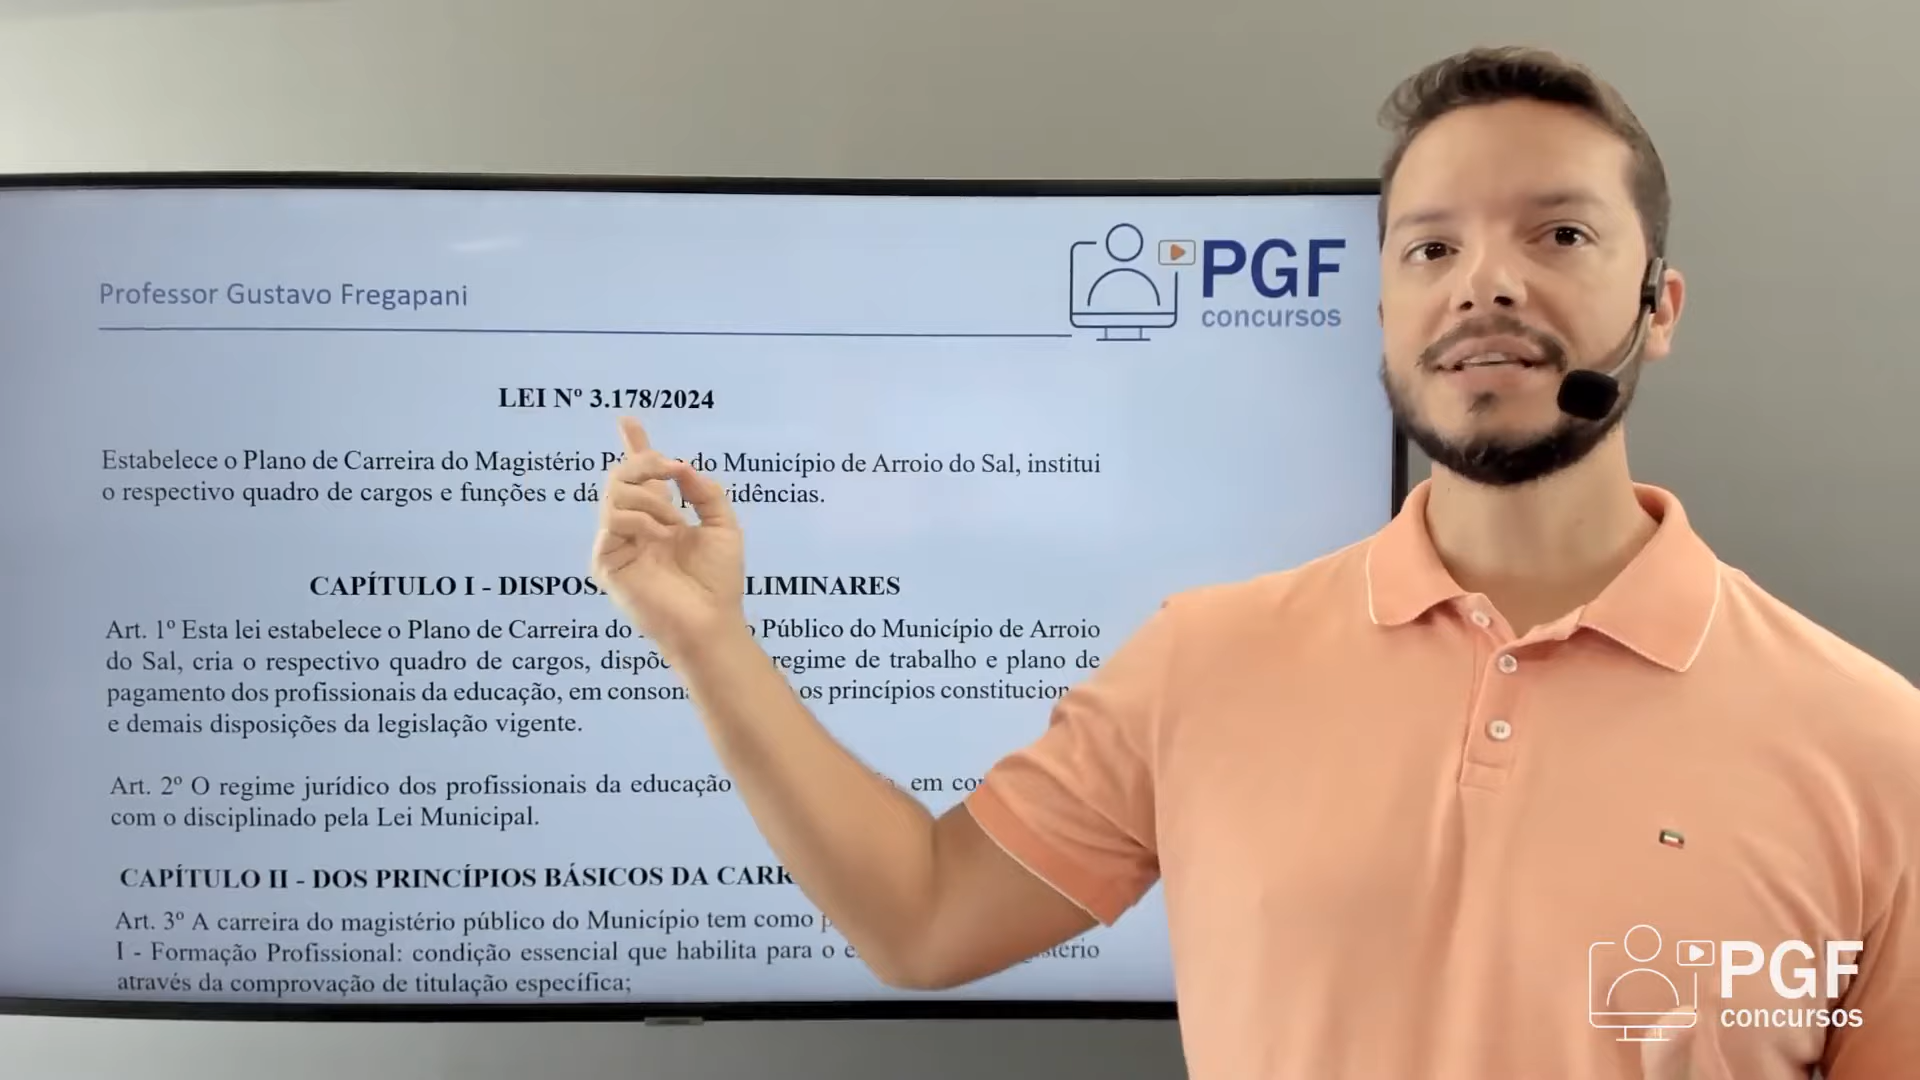 Professor Gustavo Fregapani
PGF
concursos
LEI Nº 3.178/2024
Estabelece o Plano de Carreira do Magistério do Município de Arroio do Sal, institui
o respectivo quadro de cargos e funções e dá
CAPÍTULO I -
Art. 1º Esta lei estabelece o Plano de Carreira do Público do Município de Arroio
do Sal, cria o respectivo quadro de cargos, regime de trabalho e plano de
pagamento dos profissionais da educação, em os princípios
e demais disposições da legislação vigente.
Art. 2º O regime jurídico dos profissionais da educação em
com o disciplinado pela Lei Municipal.
CAPÍTULO II - DOS PRINCÍPIOS BÁSICOS DA
Art. 3º A carreira do magistério público do Município tem como
I - Formação Profissional: condição essencial que habilita para o
através da comprovação de titulação específica;
PGF
concursos